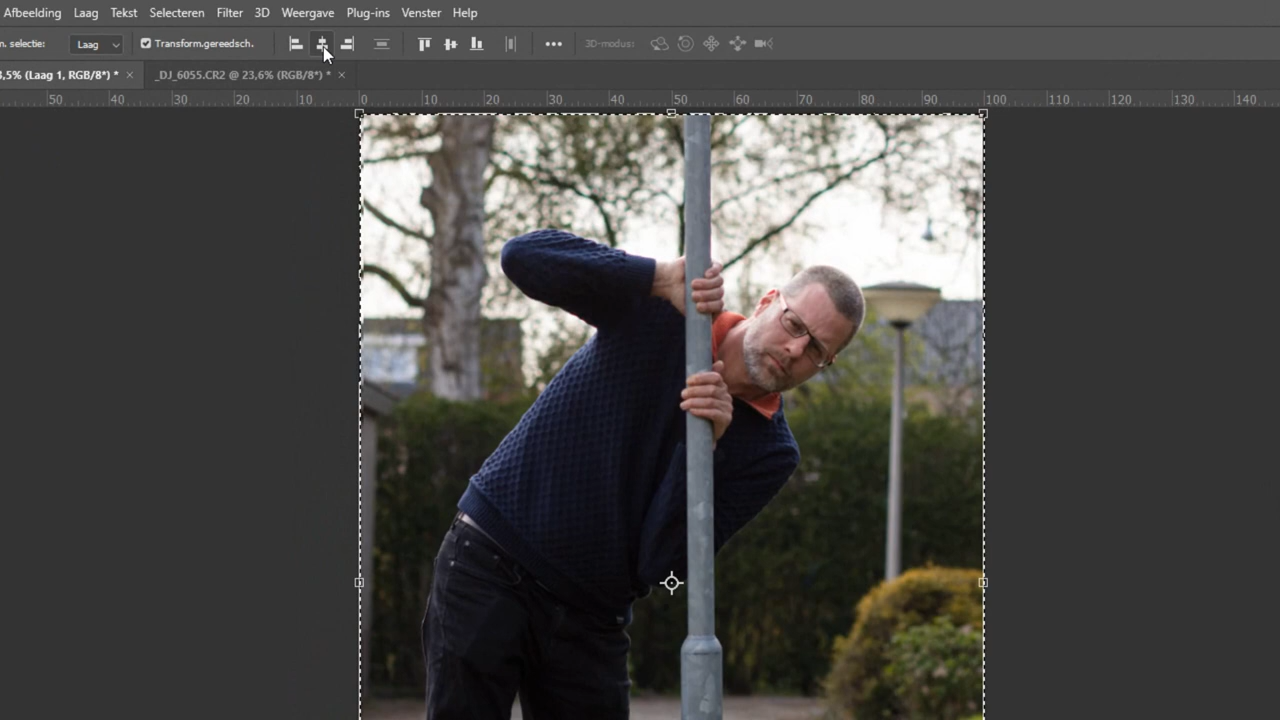 Afbeelding Laag Tekst Selecteren Filter 3D Weergave Plug-ins Venster Help
n. selectie: Laag Transform.gereedsch. 3D-modus:
3,5% (Laag 1, RGB/8*) * × _DJ_6055.CR2 @ 23,6% (RGB/8*) * ×
50 40 30 20 10 0 10 20 30 40 50 60 70 80 90 100 110 120 130 140